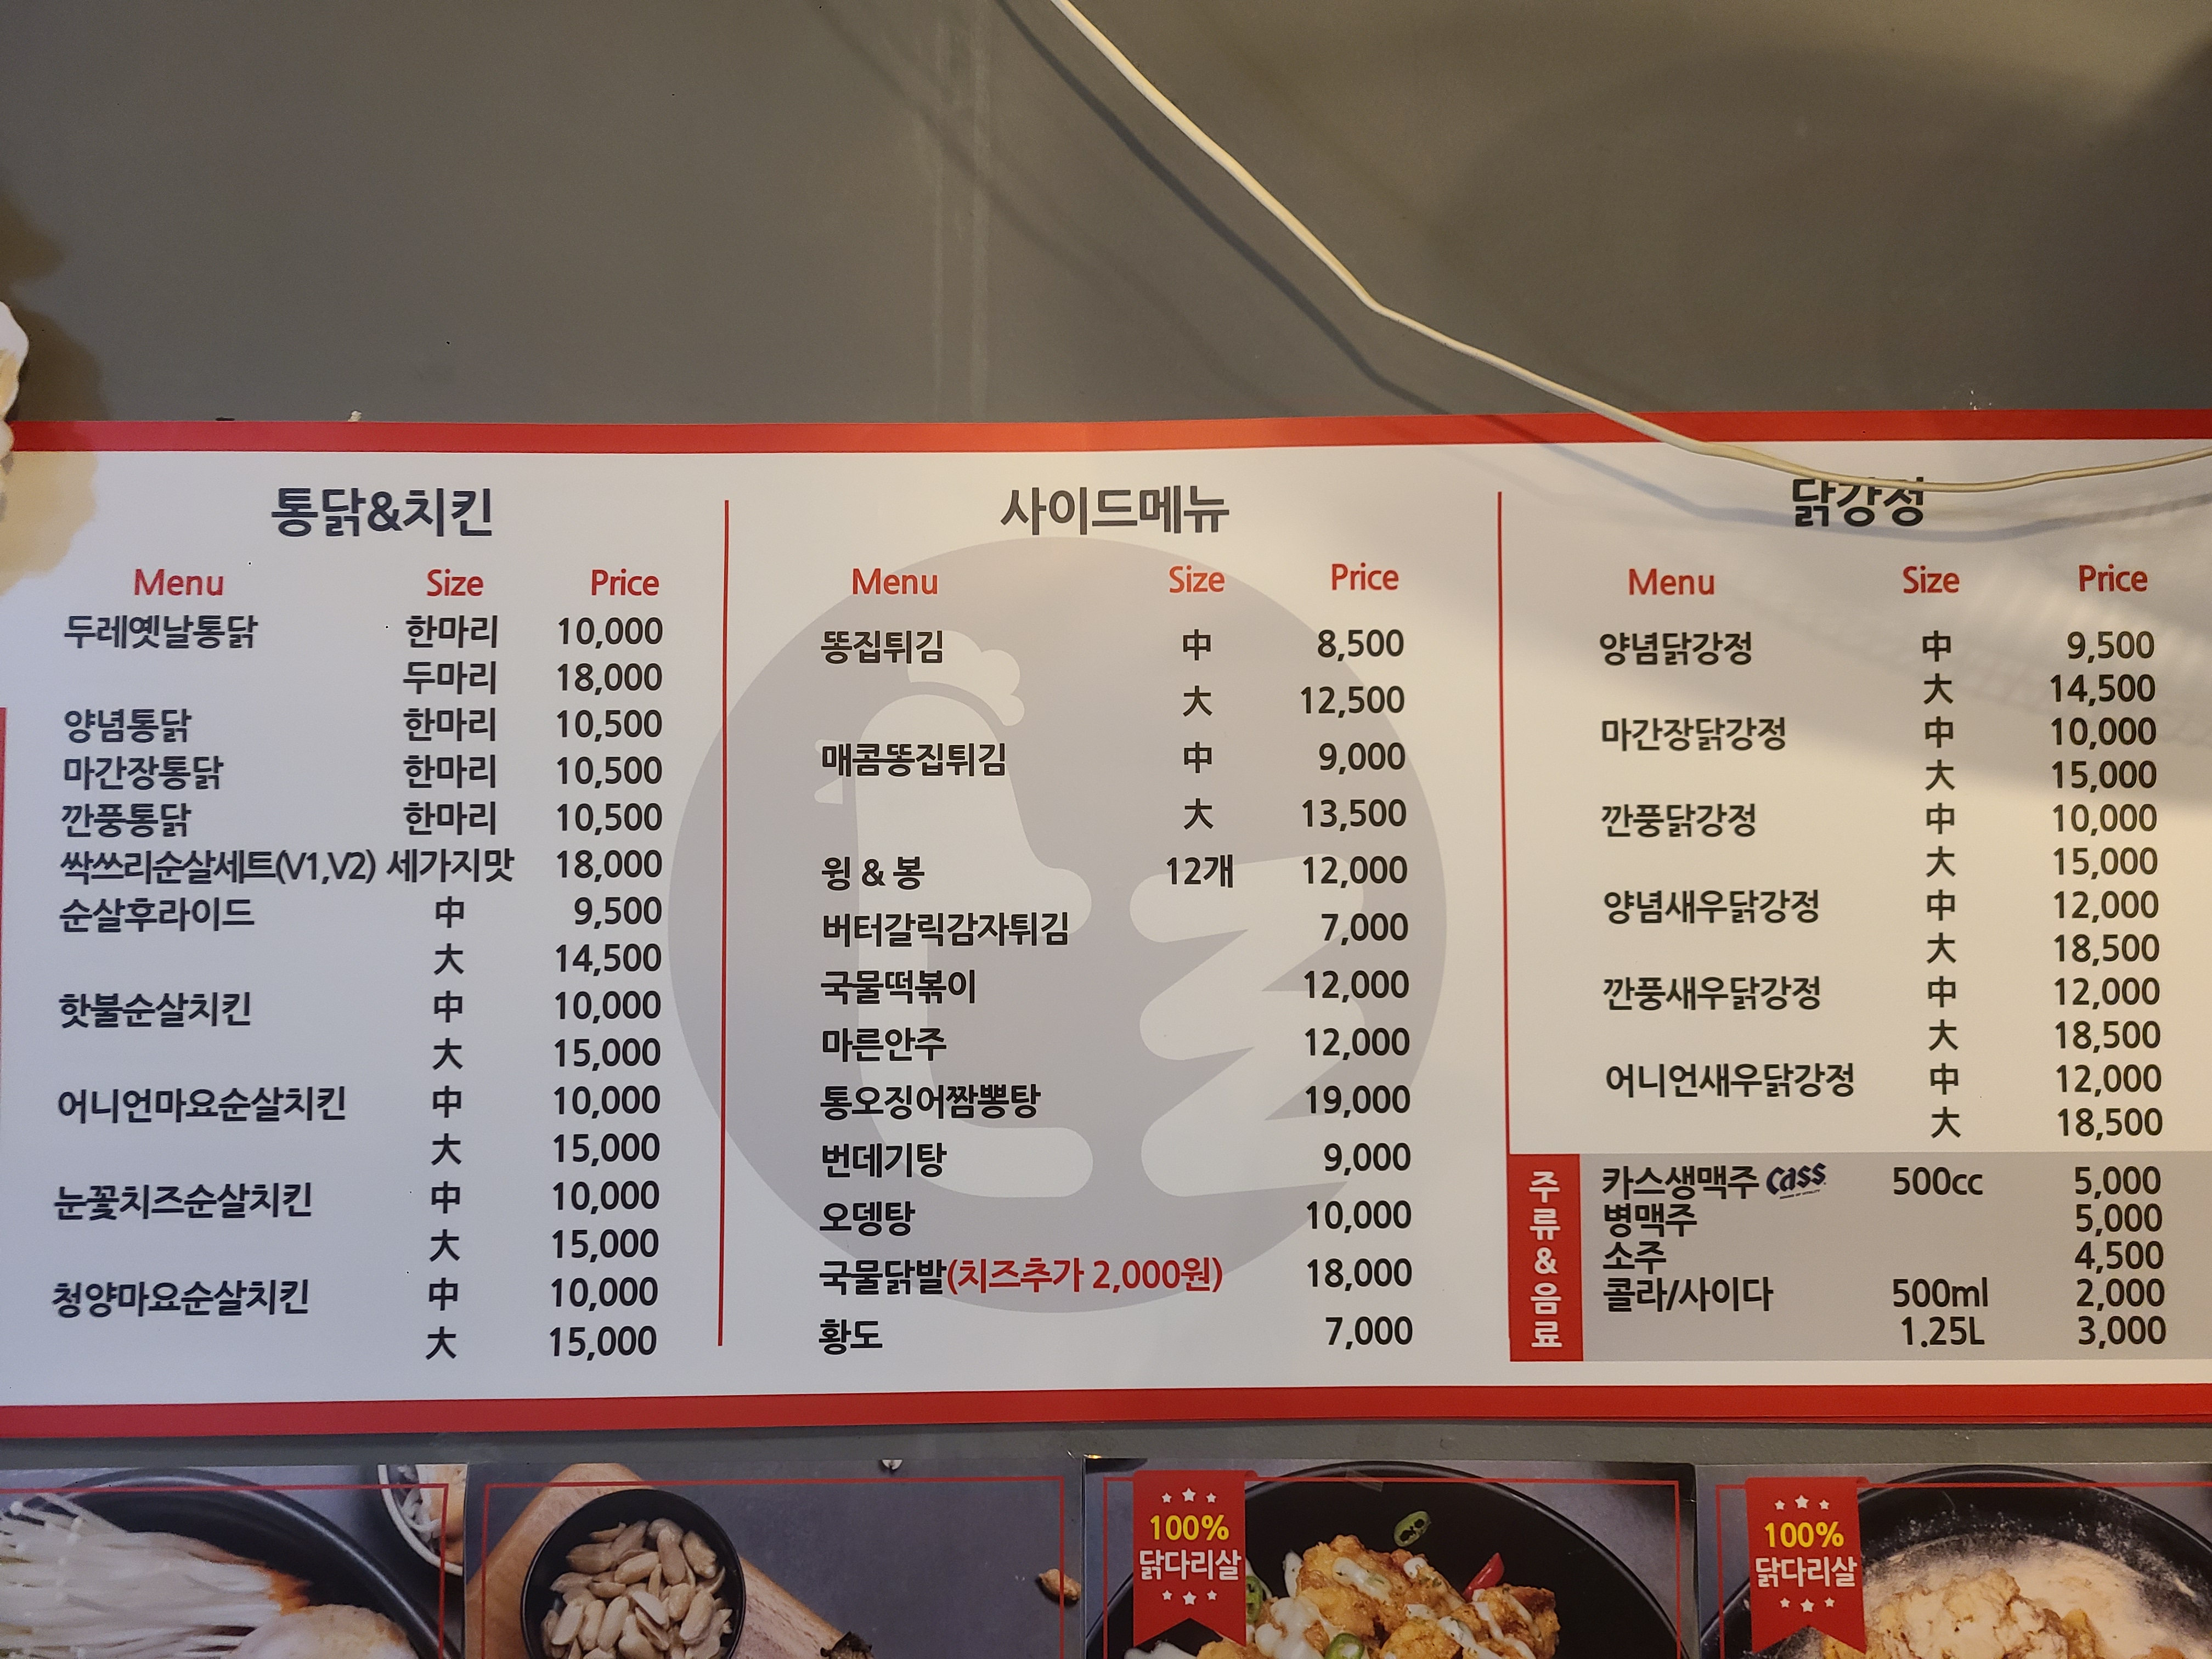 통닭&치킨
Menu Size Price
두레옛날통닭 한마리 10,000
두마리 18,000
양념통닭 한마리 10,500
마간장통닭 한마리 10,500
깐풍통닭 한마리 10,500
싹쓰리순살세트(V1,V2) 세가지맛 18,000
순살후라이드 中 9,500
大 14,500
핫불순살치킨 中 10,000
大 15,000
어니언마요순살치킨 中 10,000
大 15,000
눈꽃치즈순살치킨 中 10,000
大 15,000
청양마요순살치킨 中 10,000
大 15,000
사이드메뉴
Menu Size Price
똥집튀김 中 8,500
大 12,500
매콤똥집튀김 中 9,000
大 13,500
윙 & 봉 12개 12,000
버터갈릭감자튀김 7,000
국물떡볶이 12,000
마른안주 12,000
통오징어짬뽕탕 19,000
번데기탕 9,000
오뎅탕 10,000
국물닭발(치즈추가 2,000원) 18,000
황도 7,000
닭강정
Menu Size Price
양념닭강정 中 9,500
大 14,500
마간장닭강정 中 10,000
大 15,000
깐풍닭강정 中 10,000
大 15,000
양념새우닭강정 中 12,000
大 18,500
깐풍새우닭강정 中 12,000
大 18,500
어니언새우닭강정 中 12,000
大 18,500
주류&음료
카스생맥주 Cass 500cc 5,000
병맥주 5,000
소주 4,500
콜라/사이다 500ml 2,000
1.25L 3,000
100%
닭다리살
100%
닭다리살